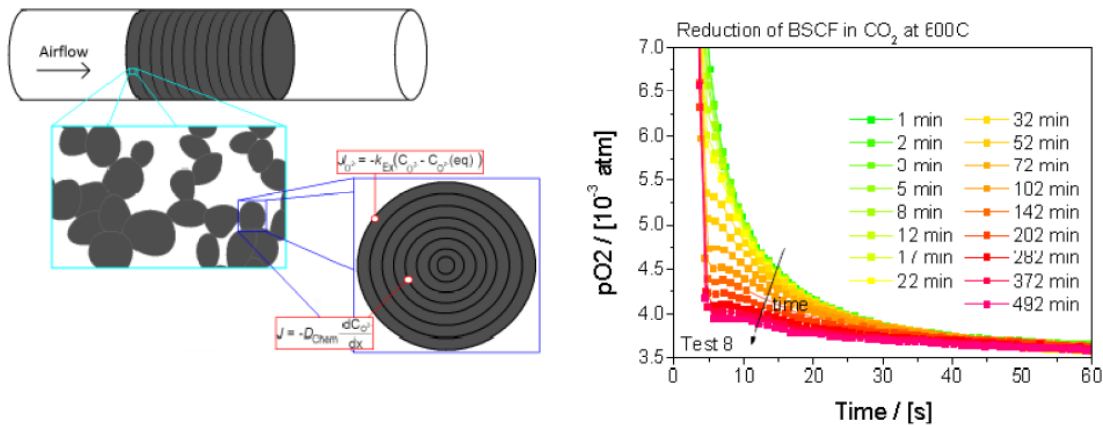 Airflow
J_O²⁻ = -k_Ex(C_O²⁻ - C_O²⁻(eq) )
J = -D_Chem dC_O²⁻/dx
Reduction of BSCF in CO₂ at 600C
pO2 / [10⁻³ atm]
7.0
6.5
6.0
5.5
5.0
4.5
4.0
3.5
1 min
2 min
3 min
5 min
8 min
12 min
17 min
22 min
32 min
52 min
72 min
102 min
142 min
202 min
282 min
372 min
492 min
time
Test 8
0 10 20 30 40 50 60
Time / [s]